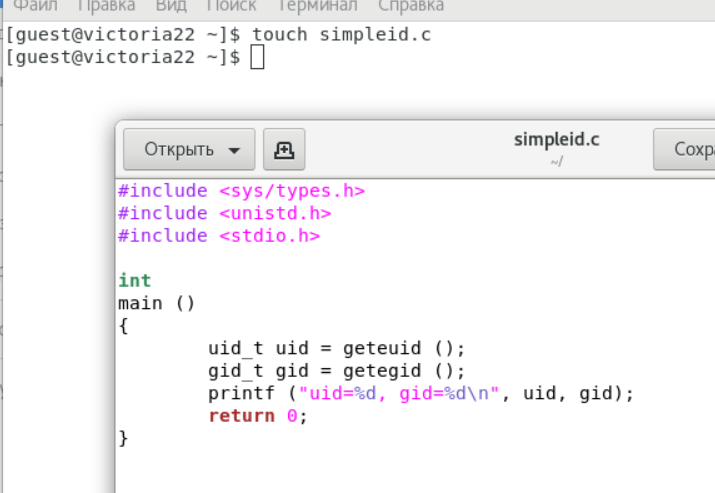 Файл Правка Вид Поиск Терминал Справка
[guest@victoria22 ~]$ touch simpleid.c
[guest@victoria22 ~]$
Открыть
simpleid.c
~/
Сохра
#include <sys/types.h>
#include <unistd.h>
#include <stdio.h>
int
main ()
{
uid_t uid = geteuid ();
gid_t gid = getegid ();
printf ("uid=%d, gid=%d\n", uid, gid);
return 0;
}